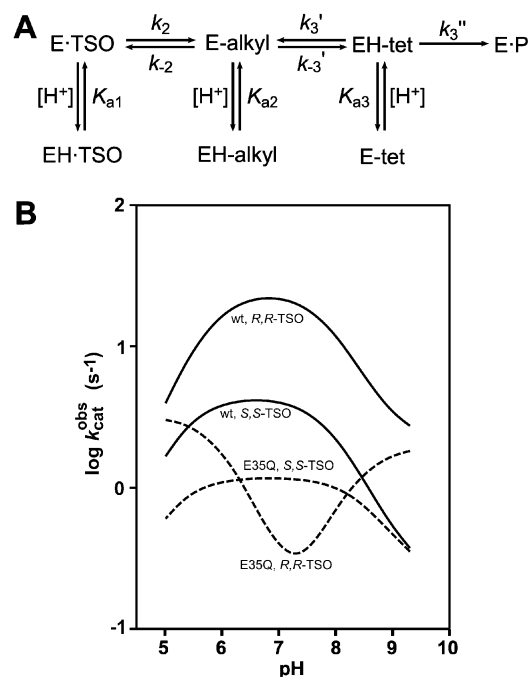 A
E·TSO k2 k-2 E-alkyl k3' k-3' EH-tet k3'' E·P
[H+] Ka1 [H+] Ka2 Ka3 [H+]
EH·TSO EH-alkyl E-tet
B
2
1
0
-1
log k obs cat (s-1)
wt, R,R-TSO
wt, S,S-TSO
E35Q, S,S-TSO
E35Q, R,R-TSO
5 6 7 8 9 10
pH